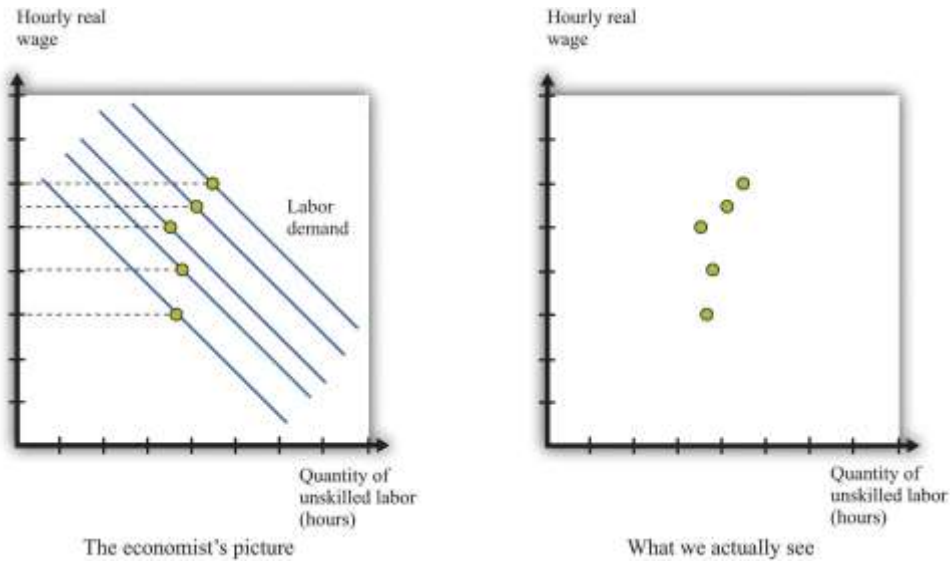 Hourly real
wage
Labor
demand
Quantity of
unskilled labor
(hours)
The economist's picture
Hourly real
wage
Quantity of
unskilled labor
(hours)
What we actually see